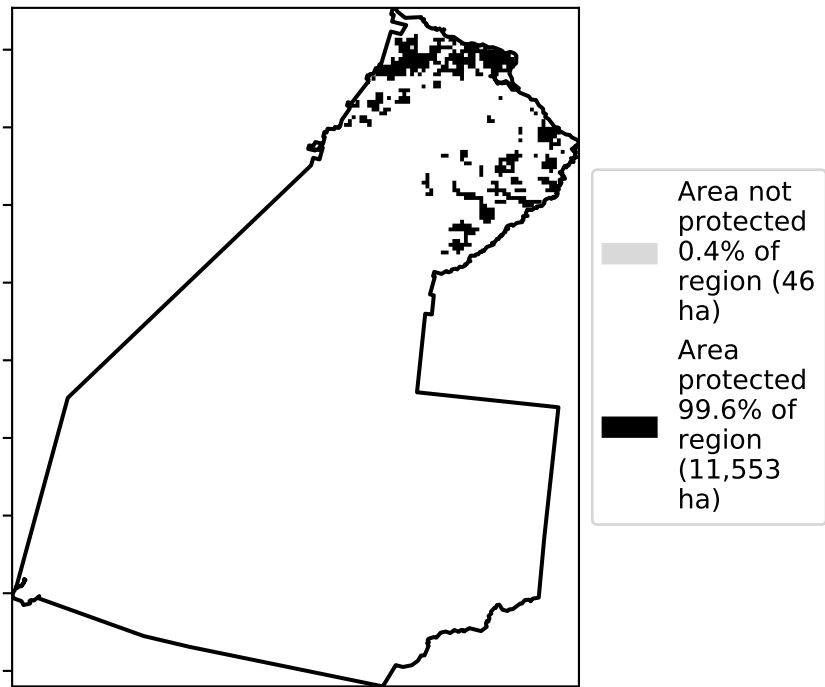 Area not
protected
0.4% of
region (46
ha)
Area
protected
99.6% of
region
(11,553
ha)